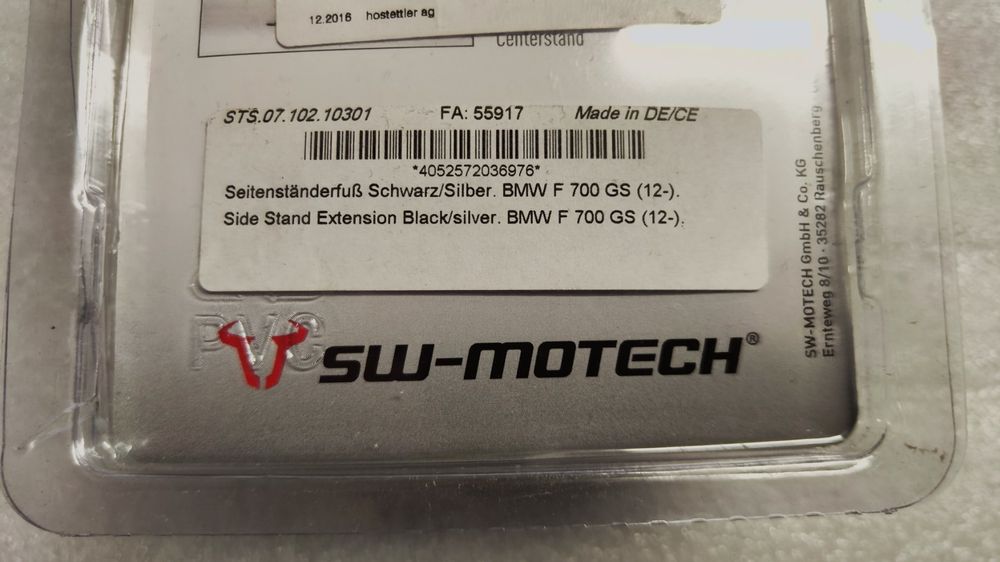 12.2016 hostettler ag
Centerstand
STS.07.102.10301 FA: 55917 Made in DE/CE
*4052572036976*
Seitenständerfuß Schwarz/Silber. BMW F 700 GS (12-).
Side Stand Extension Black/silver. BMW F 700 GS (12-).
PVC
SW-MOTECH®
SW-MOTECH GmbH & Co. KG
Ernteweg 8/10 · 35282 Rauschenberg